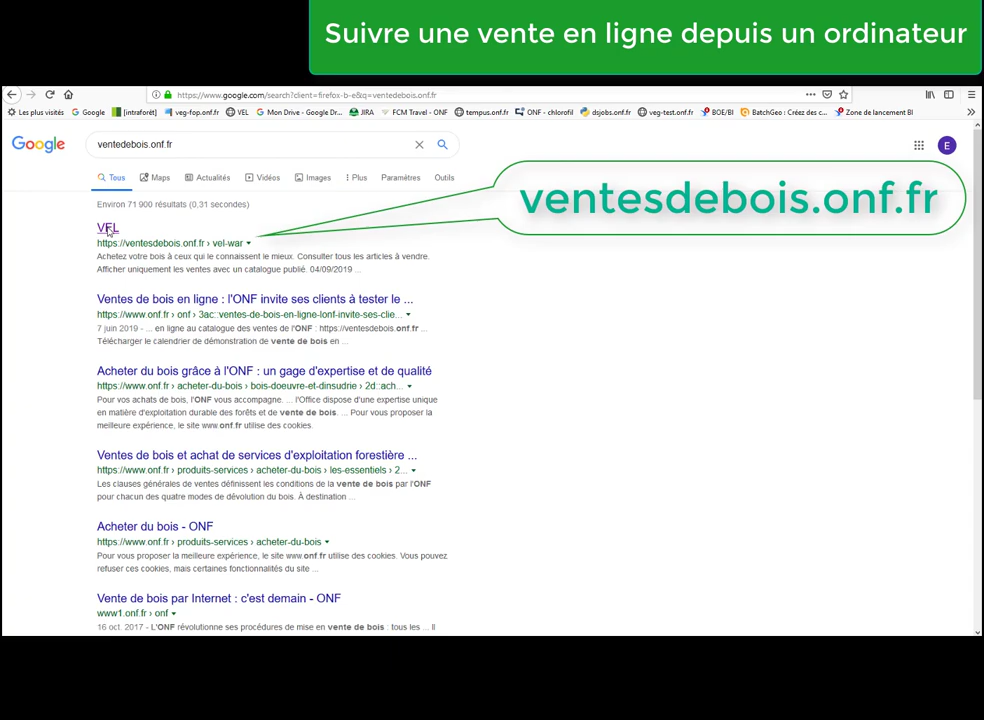 Suivre une vente en ligne depuis un ordinateur
https://www.google.com/search?client=firefox-b-e&q=ventedebois.onf.fr
Les plus visités Google [intraforêt] veg-fop.onf.fr VEL Mon Drive - Google Dr... JIRA FCM Travel - ONF tempus.onf.fr ONF - chlorofil dsjobs.onf.fr veg-test.onf.fr BOE/BI BatchGeo : Créez des c... Zone de lancement BI
Google ventedebois.onf.fr E
Tous Maps Actualités Vidéos Images Plus Paramètres Outils
ventesdebois.onf.fr
Environ 71 900 résultats (0,31 secondes)
VEL
https://ventesdebois.onf.fr › vel-war
Achetez votre bois à ceux qui le connaissent le mieux. Consulter tous les articles à vendre.
Afficher uniquement les ventes avec un catalogue publié. 04/09/2019 ...
Ventes de bois en ligne : l'ONF invite ses clients à tester le ...
https://www.onf.fr › onf › 3ac::ventes-de-bois-en-ligne-lonf-invite-ses-clie...
7 juin 2019 - ... en ligne au catalogue des ventes de l'ONF : https://ventesdebois.onf.fr ...
Télécharger le calendrier de démonstration de vente de bois en ...
Acheter du bois grâce à l'ONF : un gage d'expertise et de qualité
https://www.onf.fr › acheter-du-bois › bois-doeuvre-et-dinsudrie › 2d::ach...
Pour vos achats de bois, l'ONF vous accompagne. ... l'Office dispose d'une expertise unique
en matière d'exploitation durable des forêts et de vente de bois. ... Pour vous proposer la
meilleure expérience, le site www.onf.fr utilise des cookies.
Ventes de bois et achat de services d'exploitation forestière ...
https://www.onf.fr › produits-services › acheter-du-bois › les-essentiels › 2...
Les clauses générales de ventes définissent les conditions de la vente de bois par l'ONF
pour chacun des quatre modes de dévolution du bois. À destination ...
Acheter du bois - ONF
https://www.onf.fr › produits-services › acheter-du-bois
Pour vous proposer la meilleure expérience, le site www.onf.fr utilise des cookies. Vous pouvez
refuser ces cookies, mais certaines fonctionnalités du site ...
Vente de bois par Internet : c'est demain - ONF
www1.onf.fr › onf
16 oct. 2017 - L'ONF révolutionne ses procédures de mise en vente de bois : tous les ... Il